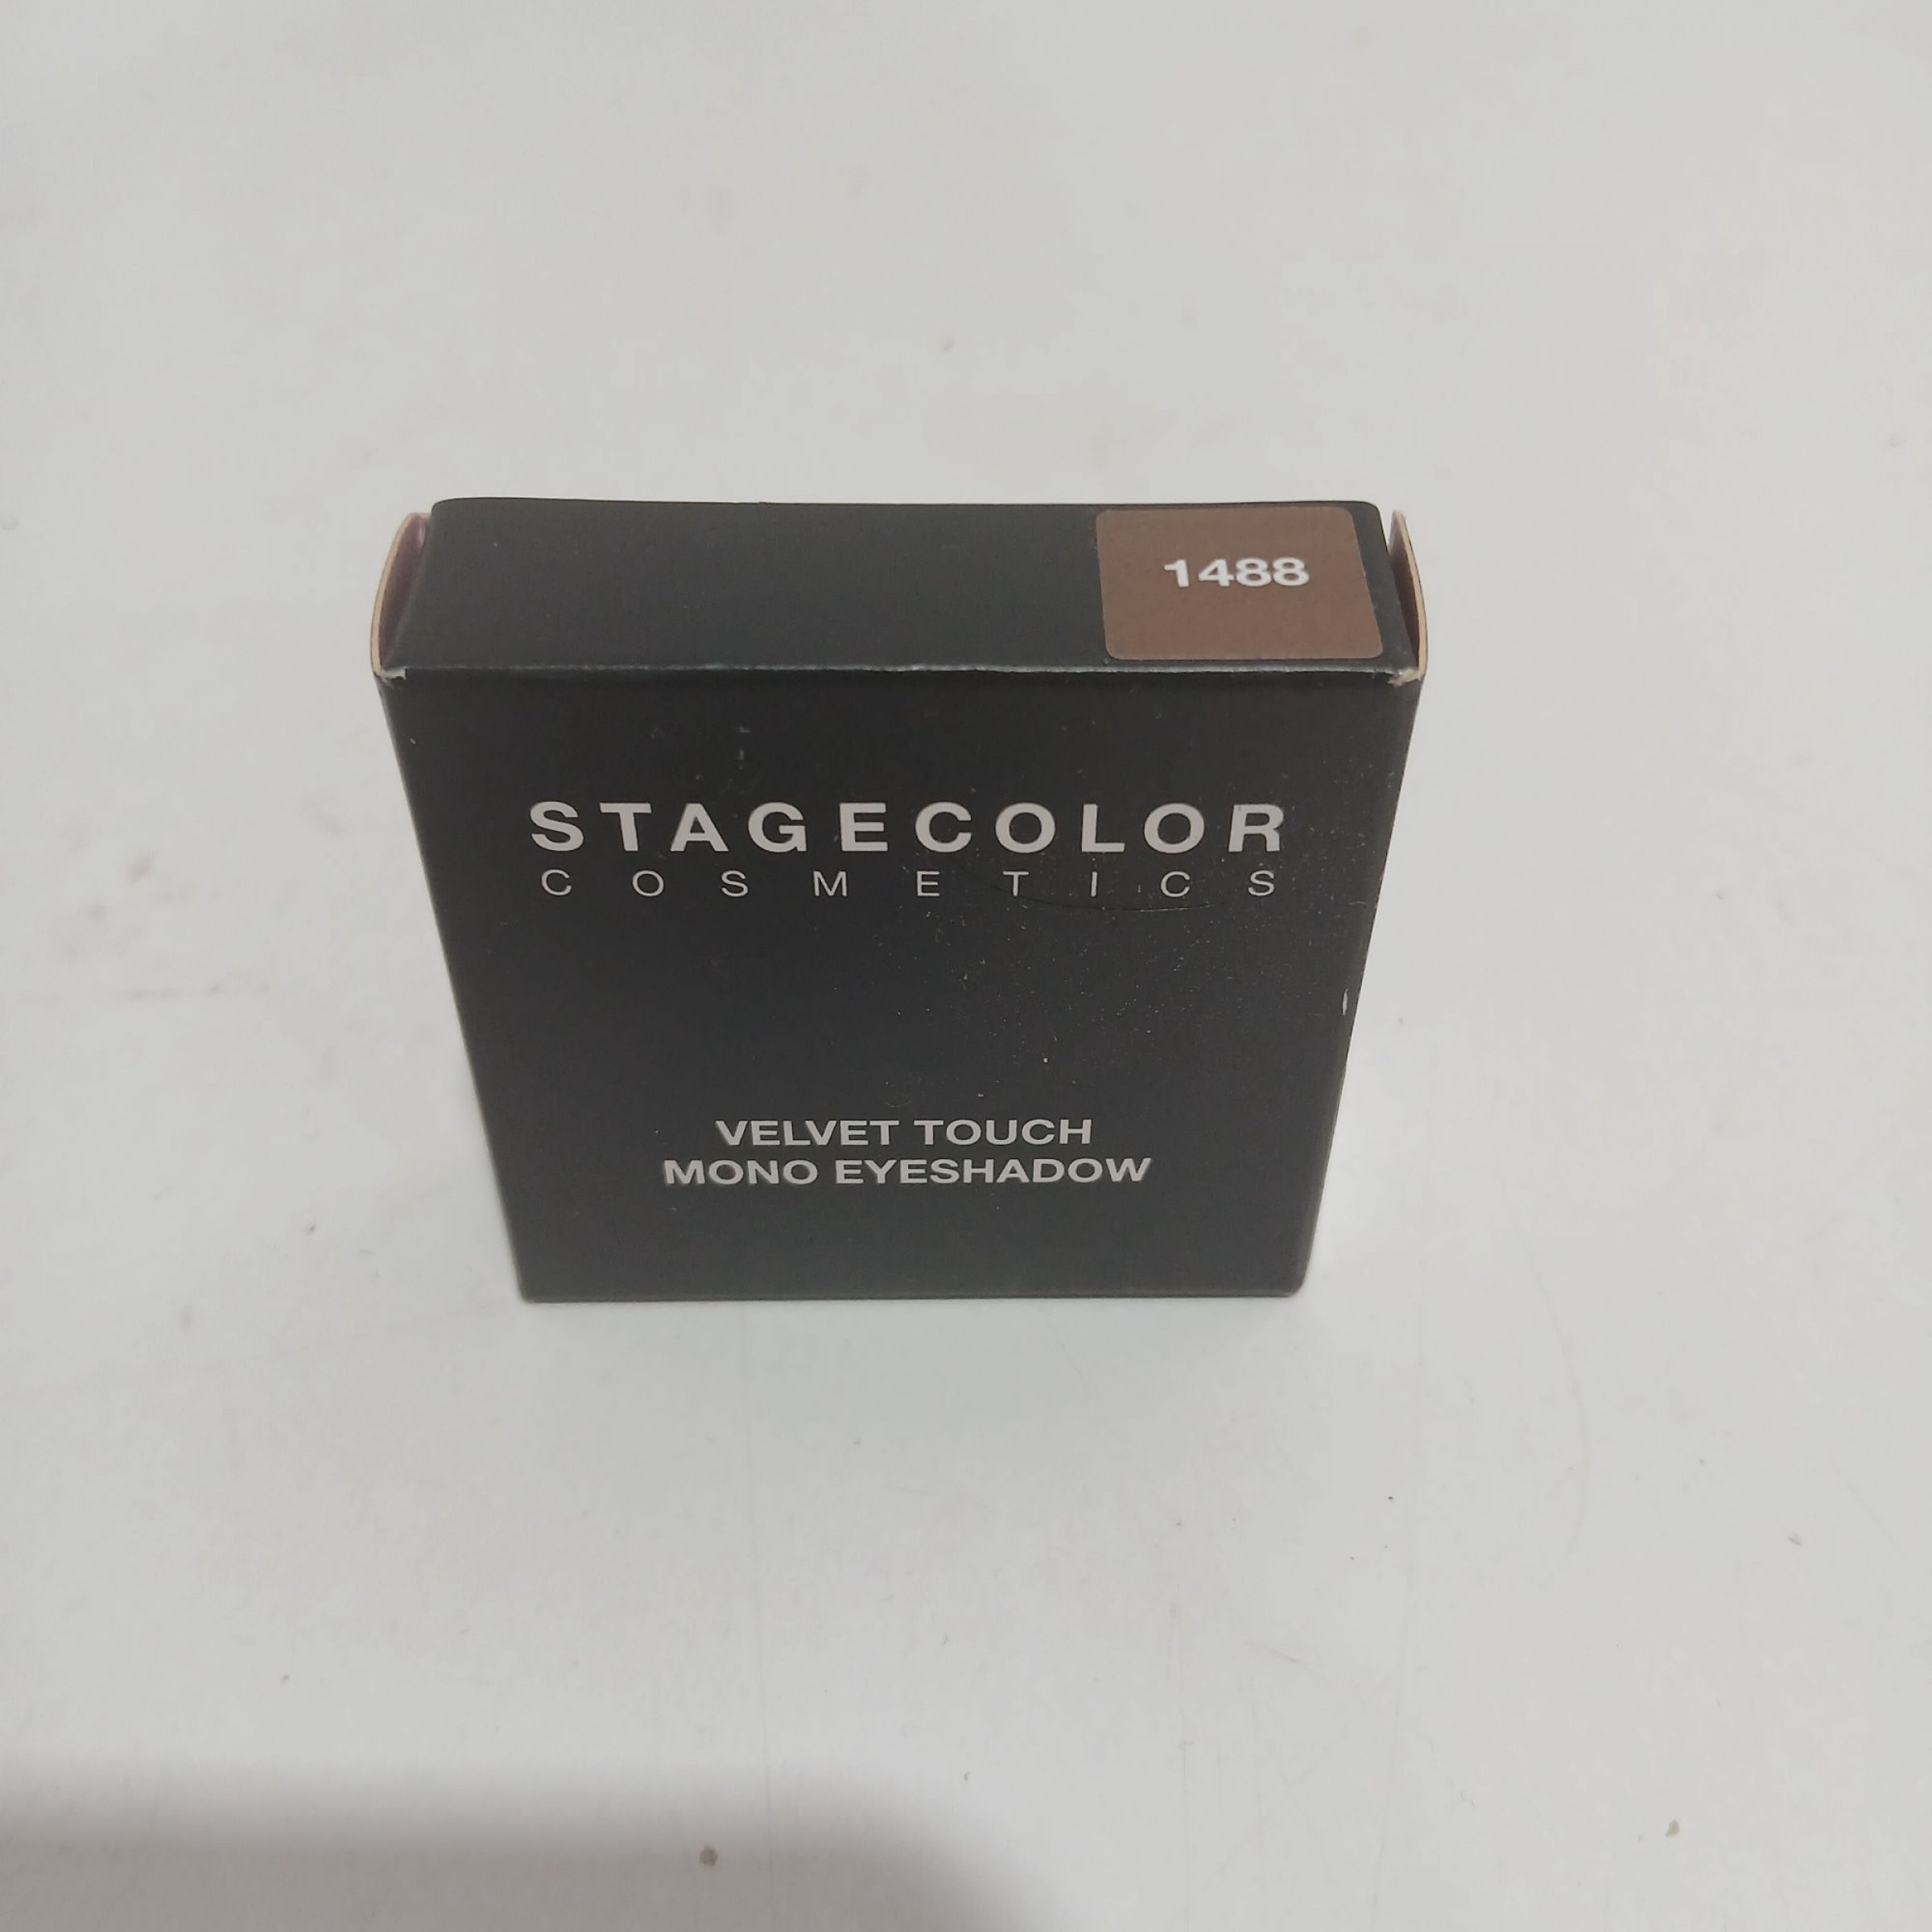 1488
STAGECOLOR
COSMETICS
VELVET TOUCH
MONO EYESHADOW